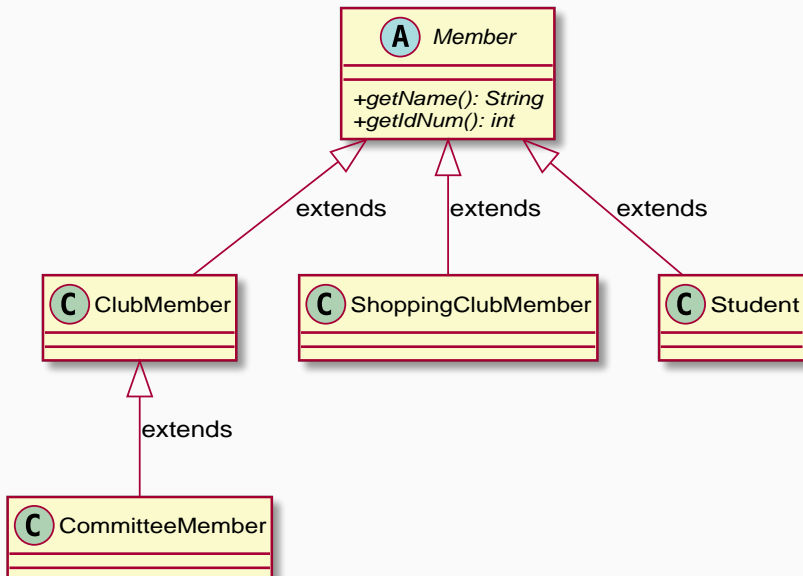 A Member
+getName(): String
+getIdNum(): int
extends extends extends
C ClubMember C ShoppingClubMember C Student
extends
C CommitteeMember